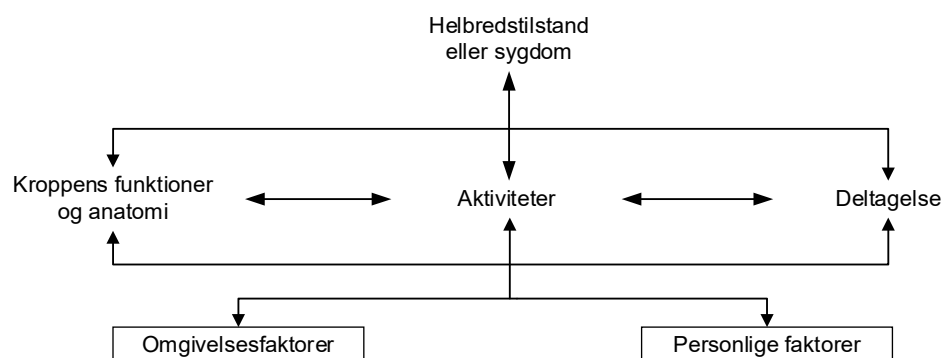 Helbredstilstand
eller sygdom
Kroppens funktioner
og anatomi
Aktiviteter
Deltagelse
Omgivelsesfaktorer
Personlige faktorer